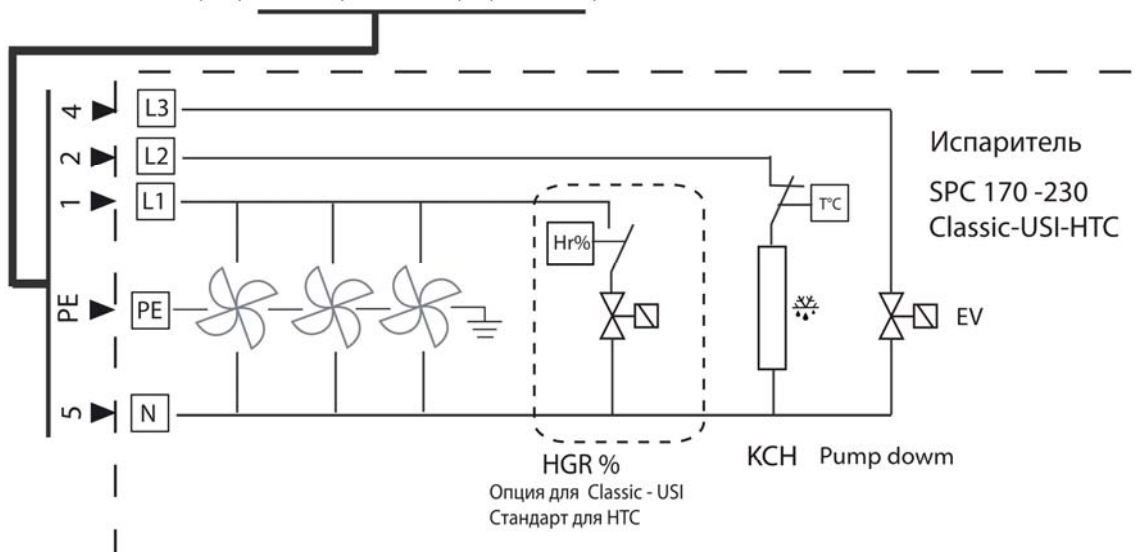 4 L3
2 L2
1 L1
PE PE
5 N
Hr%
T°C
Испаритель
SPC 170 -230
Classic-USI-HTC
EV
HGR %
Опция для Classic - USI
Стандарт для HTC
KCH Pump dowm